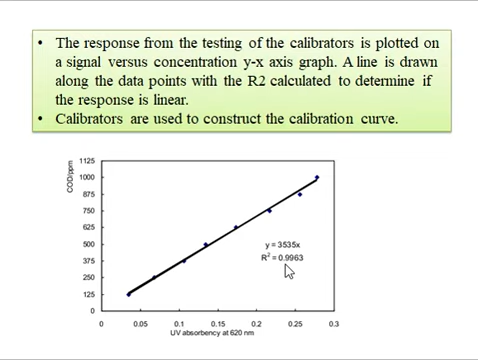 • The response from the testing of the calibrators is plotted on
a signal versus concentration y-x axis graph. A line is drawn
along the data points with the R2 calculated to determine if
the response is linear.
• Calibrators are used to construct the calibration curve.
COD/ppm
1125
1000
875
750
625
500
375
250
125
0
y = 3535x
R² = 0.9963
0 0.05 0.1 0.15 0.2 0.25 0.3
UV absorbency at 620 nm